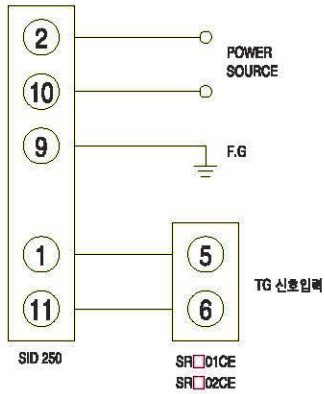 2
POWER
SOURCE
10
9
F.G
1
5
TG 신호입력
11
6
SID 250
SR□01CE
SR□02CE